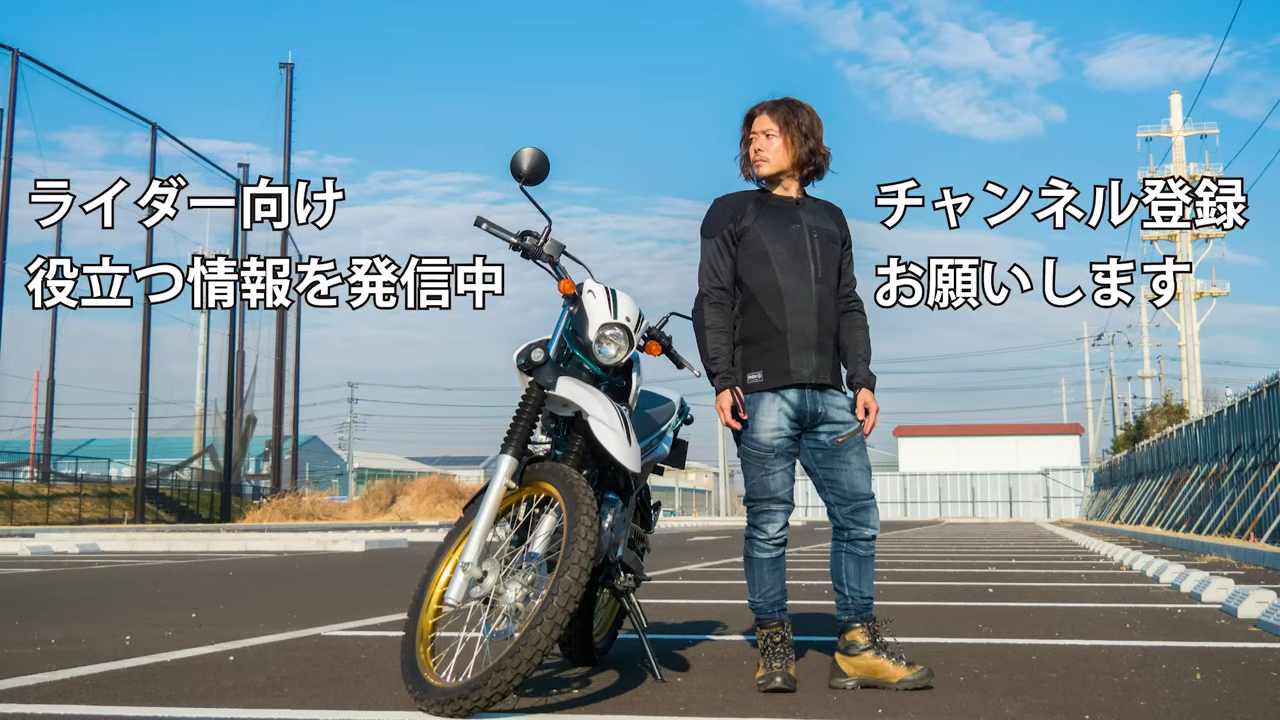 ライダー向け
役立つ情報を発信中
チャンネル登録
お願いします